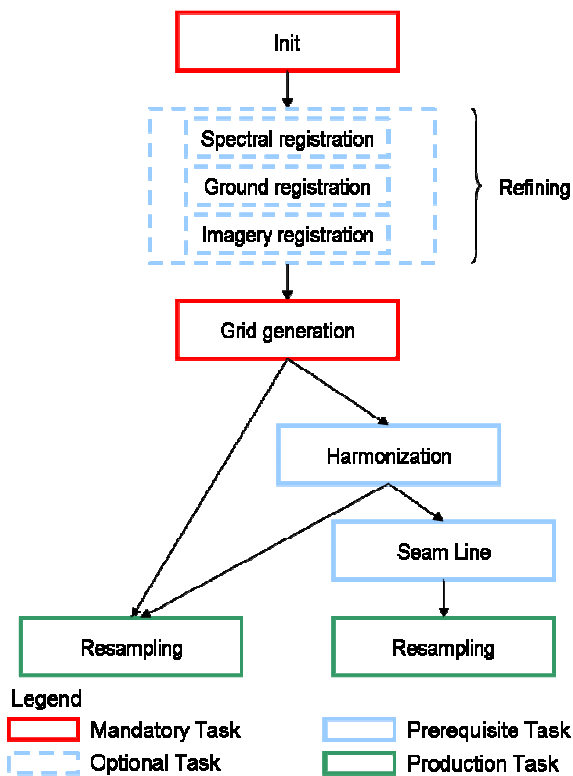 Init
Spectral registration
Ground registration
Imagery registration
Refining
Grid generation
Harmonization
Seam Line
Resampling
Resampling
Legend
Mandatory Task
Prerequisite Task
Optional Task
Production Task